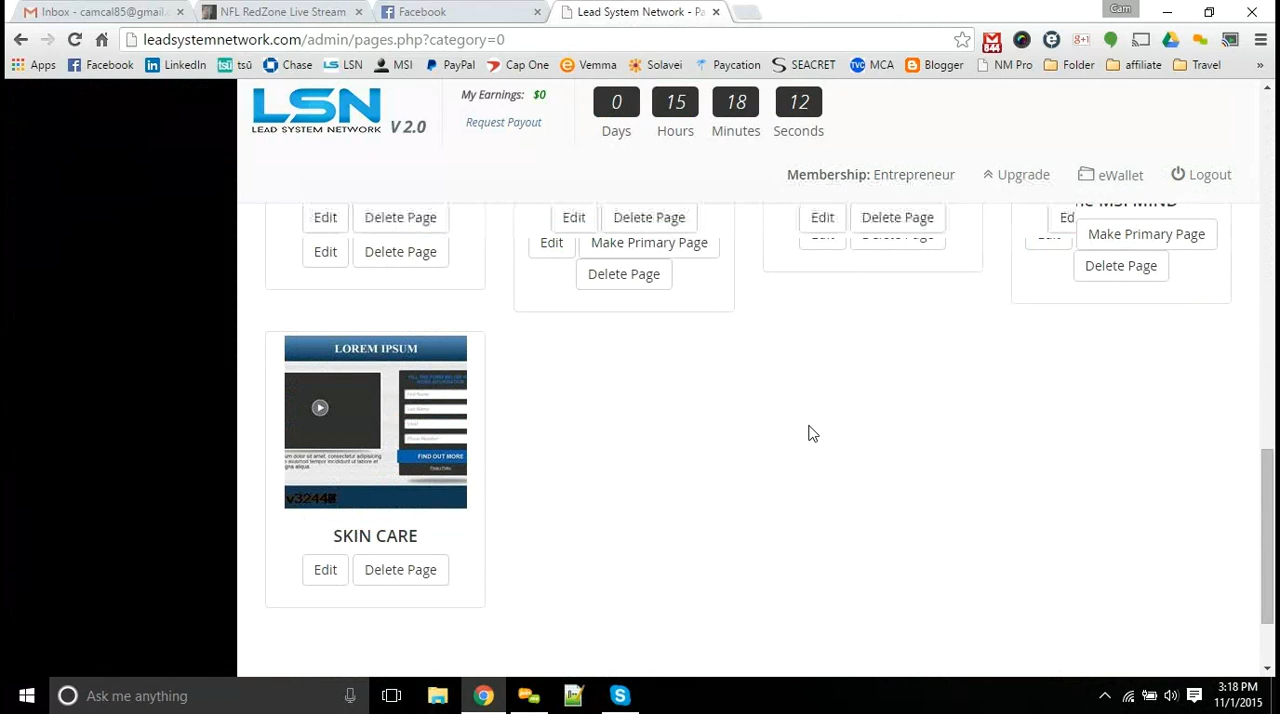 Inbox - camcal85@gmail.
NFL RedZone Live Stream
Facebook
Lead System Network - Pa
Cam
leadsystemnetwork.com/admin/pages.php?category=0
844
Apps Facebook LinkedIn tsū Chase LSN MSI PayPal Cap One Vemma Solavei Paycation SEACRET MCA Blogger NM Pro Folder affiliate Travel »
LSN
LEAD SYSTEM NETWORK
V 2.0
My Earnings: $0
Request Payout
0 15 18 12
Days Hours Minutes Seconds
Membership: Entrepreneur Upgrade eWallet Logout
Edit Delete Page Edit Delete Page Edit Delete Page Ed
Make Primary Page
Edit Delete Page Edit Make Primary Page
Delete Page
Delete Page
LOREM IPSUM
FIND OUT MORE
v3244
SKIN CARE
Edit Delete Page
Ask me anything
3:18 PM
11/1/2015